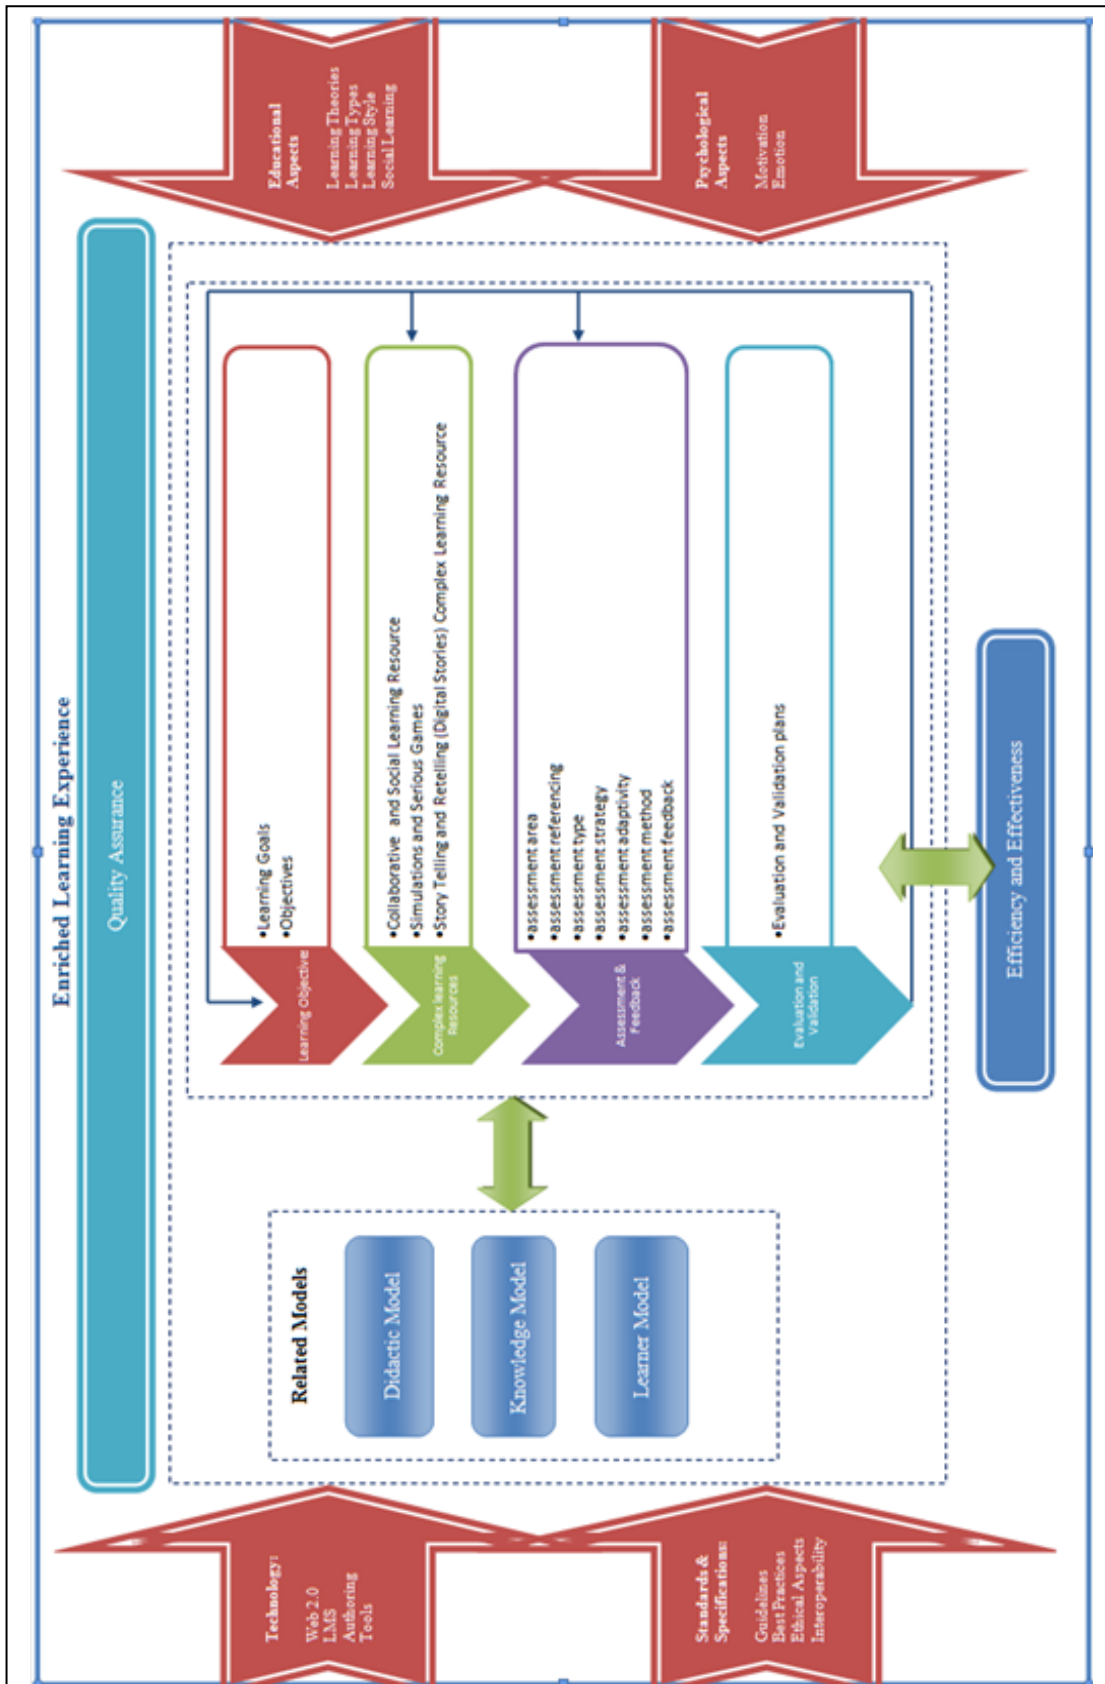 Enriched Learning Experience
Quality Assurance
Technology:
Web 2.0
LMS
Authoring
Tools
Standards &
Specifications:
Guidelines
Best Practices
Ethical Aspects
Interoperability
Related Models
Didactic Model
Knowledge Model
Learner Model
Learning Objective
•Learning Goals
•Objectives
Complex learning
Resources
•Collaborative and Social Learning Resource
•Simulations and Serious Games
•Story Telling and Retelling (Digital Stories) Complex Learning Resource
Assessment &
Feedback
•assessment area
•assessment referencing
•assessment type
•assessment strategy
•assessment adaptivity
•assessment method
•assessment feedback
Evaluation and
Validation
•Evaluation and Validation plans
Educational
Aspects
Learning Theories
Learning Types
Learning Style
Social Learning
Psychological
Aspects
Motivation
Emotion
Efficiency and Effectiveness